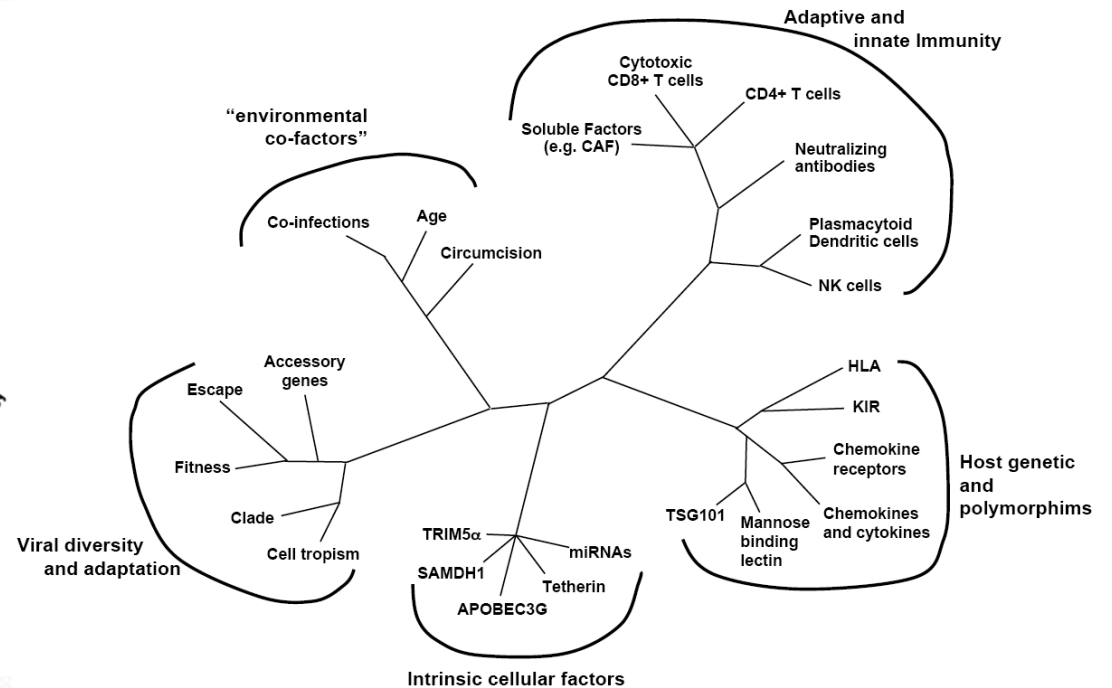 Adaptive and
innate Immunity
Cytotoxic
CD8+ T cells
CD4+ T cells
Soluble Factors
(e.g. CAF)
Neutralizing
antibodies
Plasmacytoid
Dendritic cells
NK cells
“environmental
co-factors”
Co-infections
Age
Circumcision
Accessory
genes
Escape
Fitness
Clade
Cell tropism
Viral diversity
and adaptation
TRIM5α
SAMDH1
APOBEC3G
Tetherin
miRNAs
Intrinsic cellular factors
HLA
KIR
Chemokine
receptors
Chemokines
and cytokines
Mannose
binding
lectin
TSG101
Host genetic
and
polymorphims